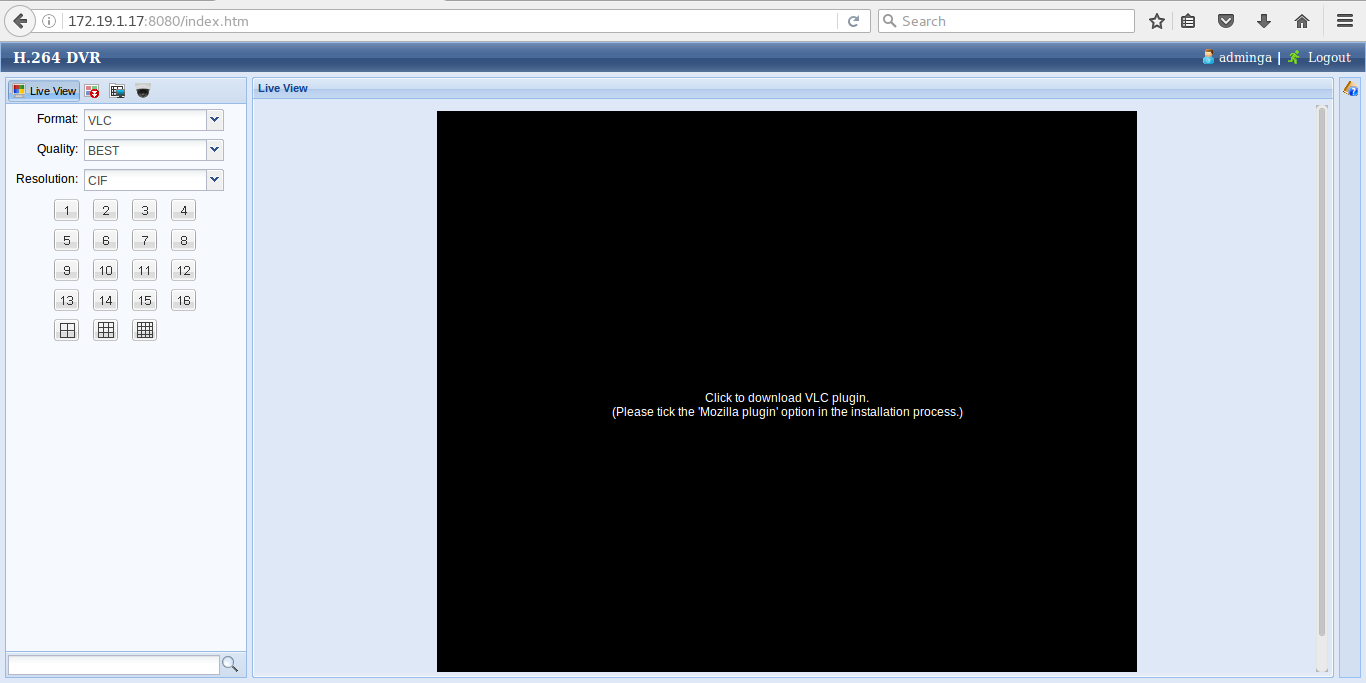 172.19.1.17:8080/index.htm
Search
H.264 DVR
adminga | Logout
Live View
Format: VLC
Quality: BEST
Resolution: CIF
1 2 3 4
5 6 7 8
9 10 11 12
13 14 15 16
Live View
Click to download VLC plugin.
(Please tick the 'Mozilla plugin' option in the installation process.)